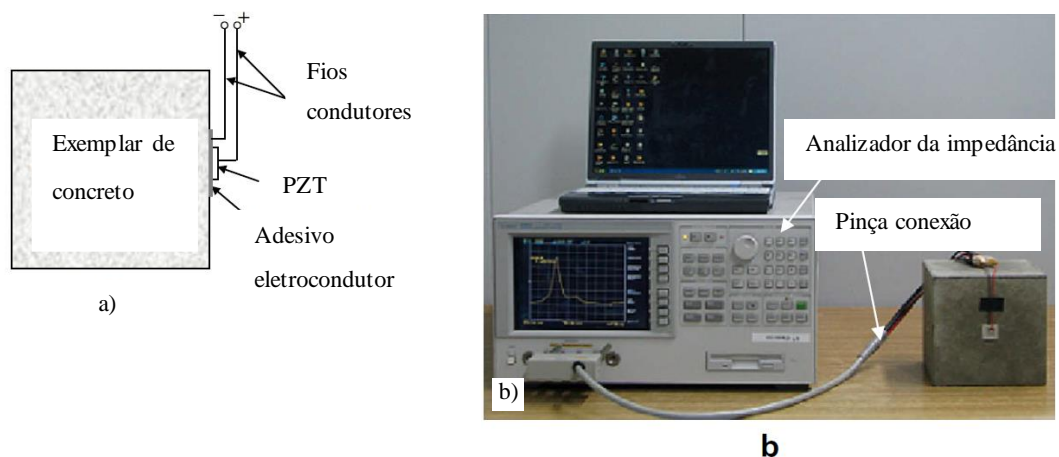 − +
Fios
condutores
Exemplar de
concreto
PZT
Adesivo
eletrocondutor
a)
Analizador da impedância
Pinça conexão
b)
b